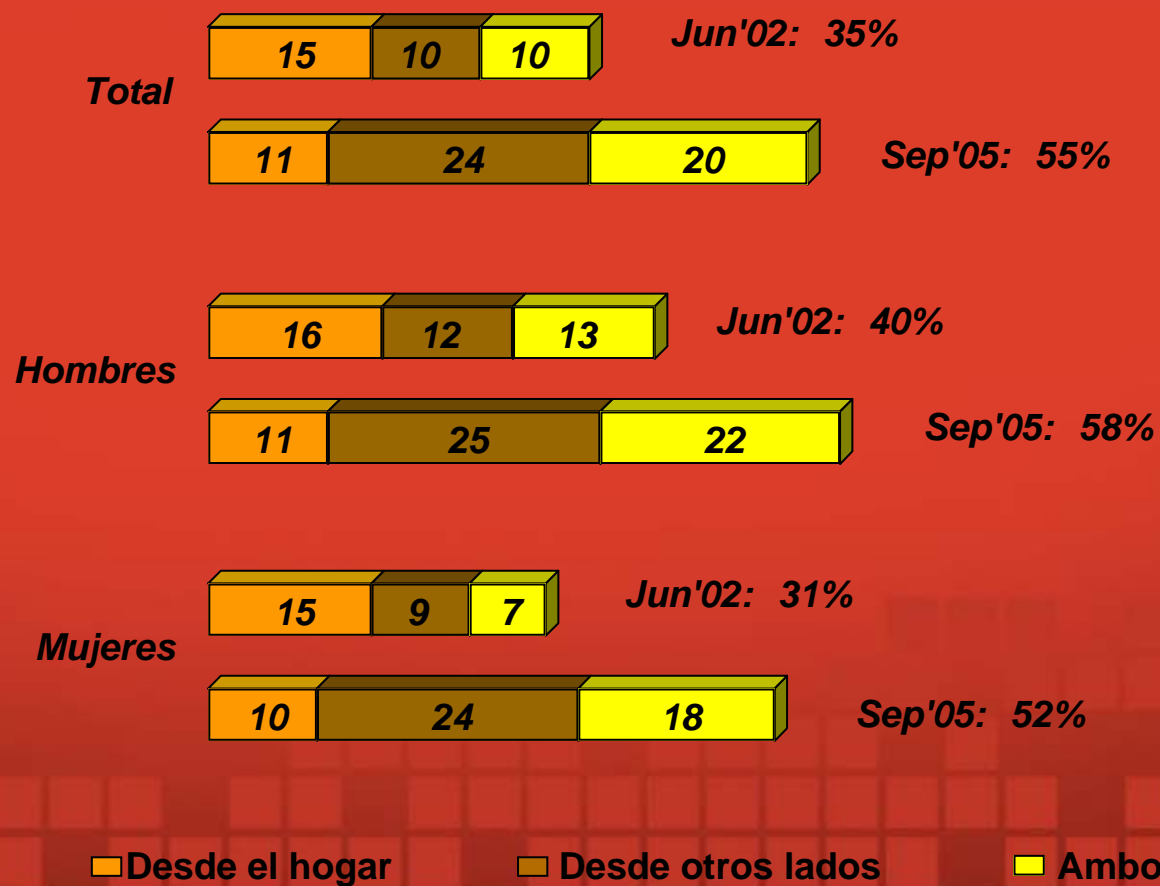 15 10 10 Jun'02: 35%
Total
11 24 20 Sep'05: 55%
16 12 13 Jun'02: 40%
Hombres
11 25 22 Sep'05: 58%
15 9 7 Jun'02: 31%
Mujeres
10 24 18 Sep'05: 52%
Desde el hogar Desde otros lados Ambo